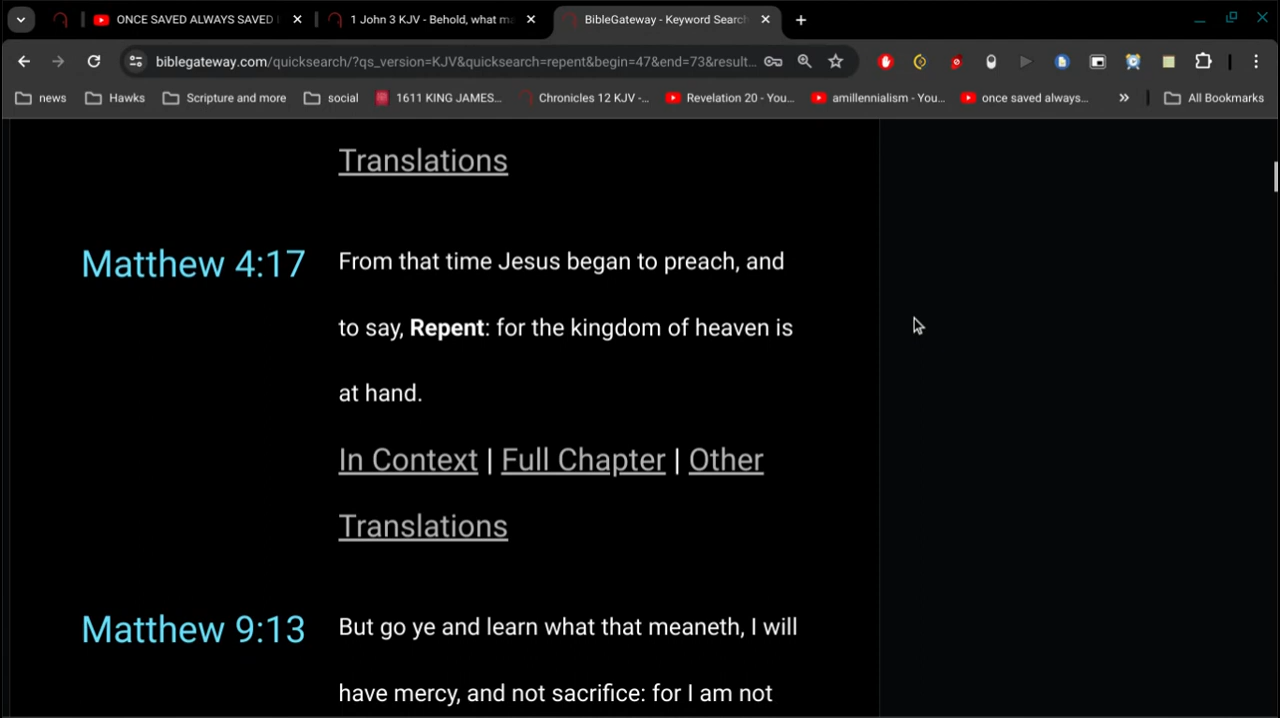 ONCE SAVED ALWAYS SAVED
1 John 3 KJV - Behold, what ma
BibleGateway - Keyword Search
biblegateway.com/quicksearch/?qs_version=KJV&quicksearch=repent&begin=47&end=73&result...
news
Hawks
Scripture and more
social
1611 KING JAMES...
Chronicles 12 KJV -...
Revelation 20 - You...
amillennialism - You...
once saved always...
All Bookmarks
Translations
Matthew 4:17
From that time Jesus began to preach, and
to say, Repent: for the kingdom of heaven is
at hand.
In Context | Full Chapter | Other
Translations
Matthew 9:13
But go ye and learn what that meaneth, I will
have mercy, and not sacrifice: for I am not